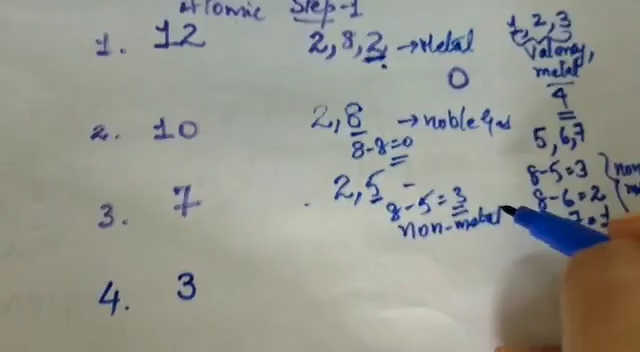 atomic Step-1
1. 12 2, 8, 2 → Metal
0
2. 10 2, 8 → noble Gas
8-8=0
3. 7 2, 5 -
8-5=3
non-metal
4. 3
1, 2, 3
Valency,
metal
4
5, 6, 7
8-5=3
8-6=2